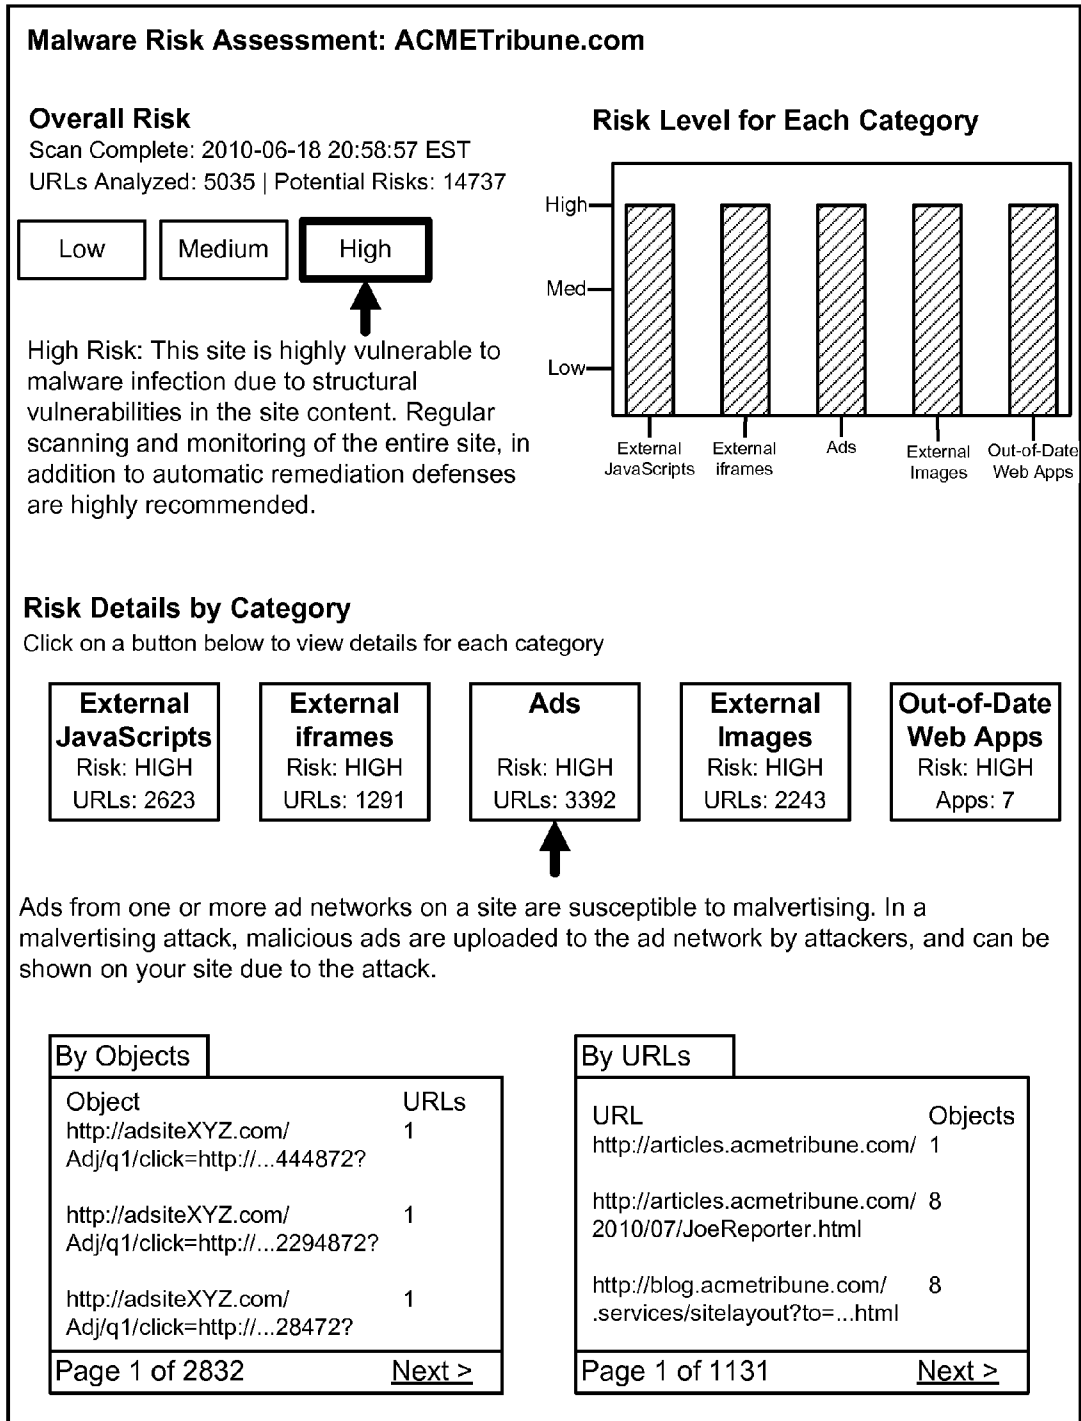 Malware Risk Assessment: ACMETribune.com
Overall Risk
Scan Complete: 2010-06-18 20:58:57 EST
URLs Analyzed: 5035 | Potential Risks: 14737
Low
Medium
High
High Risk: This site is highly vulnerable to
malware infection due to structural
vulnerabilities in the site content. Regular
scanning and monitoring of the entire site, in
addition to automatic remediation defenses
are highly recommended.
Risk Level for Each Category
High
Med
Low
External
JavaScripts
External
iframes
Ads
External
Images
Out-of-Date
Web Apps
Risk Details by Category
Click on a button below to view details for each category
External
JavaScripts
Risk: HIGH
URLs: 2623
External
iframes
Risk: HIGH
URLs: 1291
Ads
Risk: HIGH
URLs: 3392
External
Images
Risk: HIGH
URLs: 2243
Out-of-Date
Web Apps
Risk: HIGH
Apps: 7
Ads from one or more ad networks on a site are susceptible to malvertising. In a
malvertising attack, malicious ads are uploaded to the ad network by attackers, and can be
shown on your site due to the attack.
By Objects
Object URLs
http://adsiteXYZ.com/ 1
Adj/q1/click=http://...444872?
http://adsiteXYZ.com/ 1
Adj/q1/click=http://...2294872?
http://adsiteXYZ.com/ 1
Adj/q1/click=http://...28472?
Page 1 of 2832 Next >
By URLs
URL Objects
http://articles.acmetribune.com/ 1
http://articles.acmetribune.com/ 8
2010/07/JoeReporter.html
http://blog.acmetribune.com/ 8
.services/sitelayout?to=...html
Page 1 of 1131 Next >